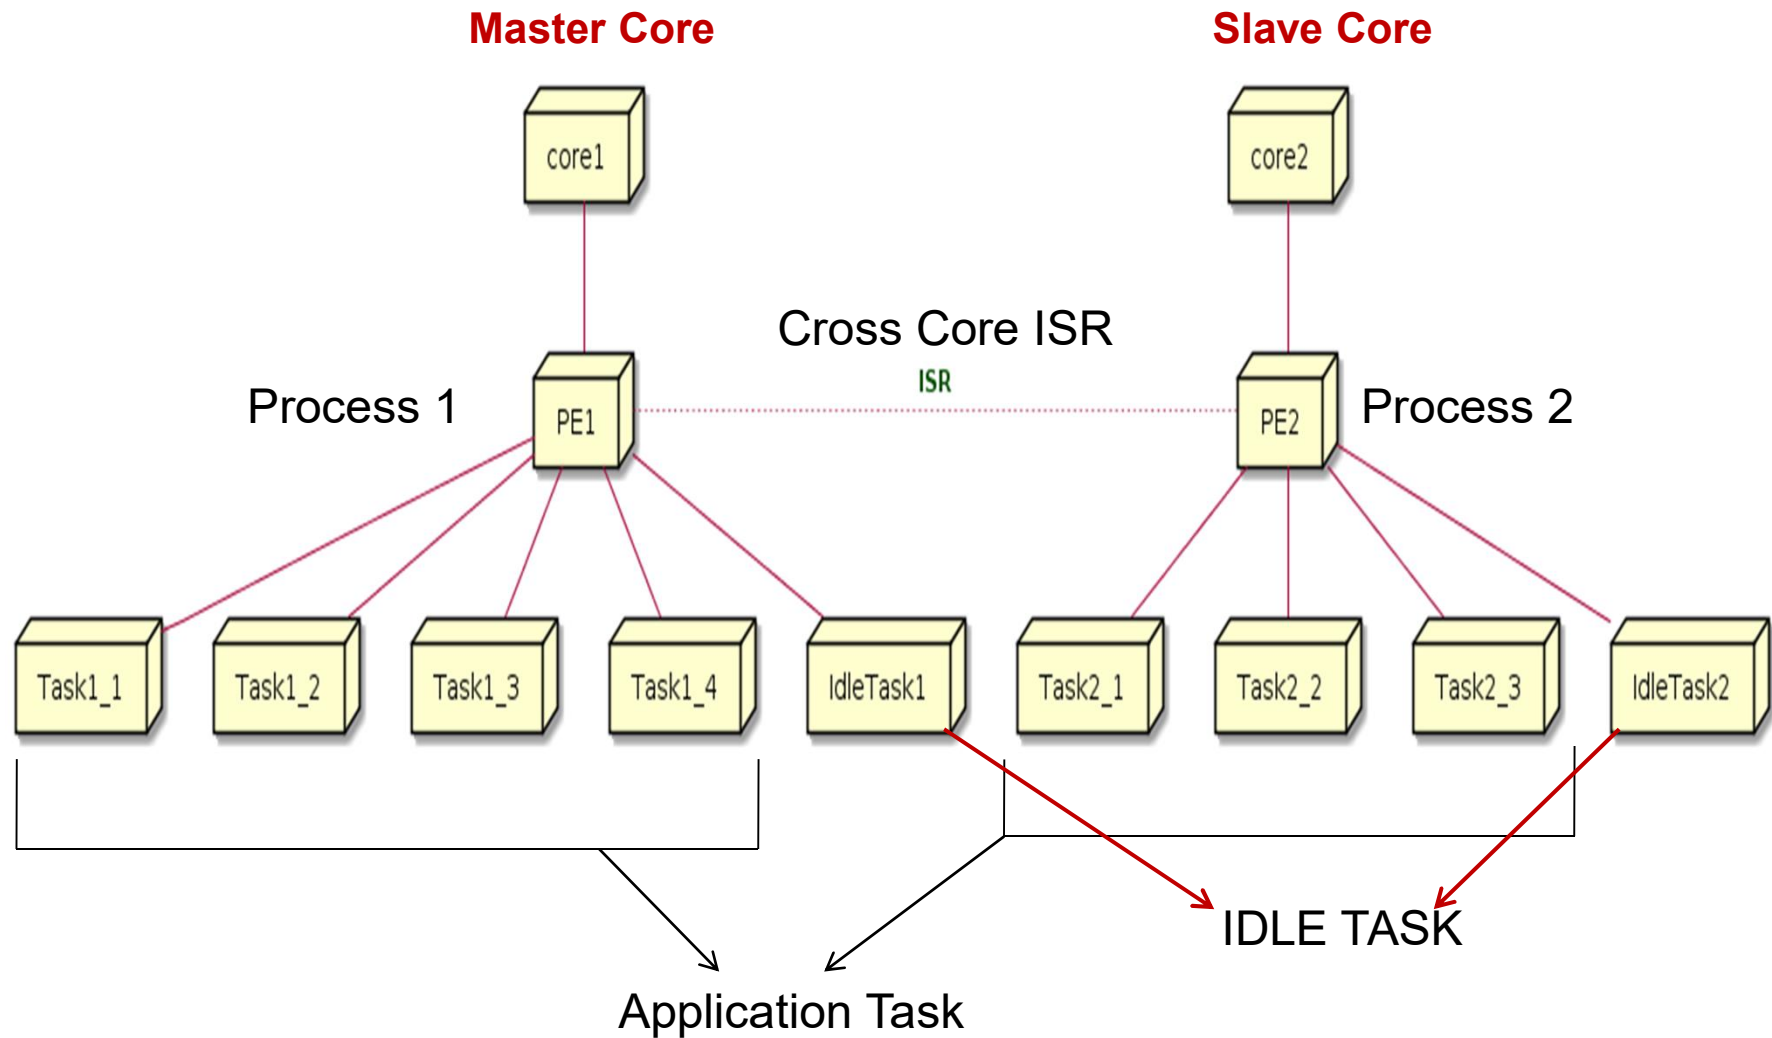 Master Core
Slave Core
core1
core2
Cross Core ISR
ISR
Process 1
PE1
PE2
Process 2
Task1_1
Task1_2
Task1_3
Task1_4
IdleTask1
Task2_1
Task2_2
Task2_3
IdleTask2
IDLE TASK
Application Task